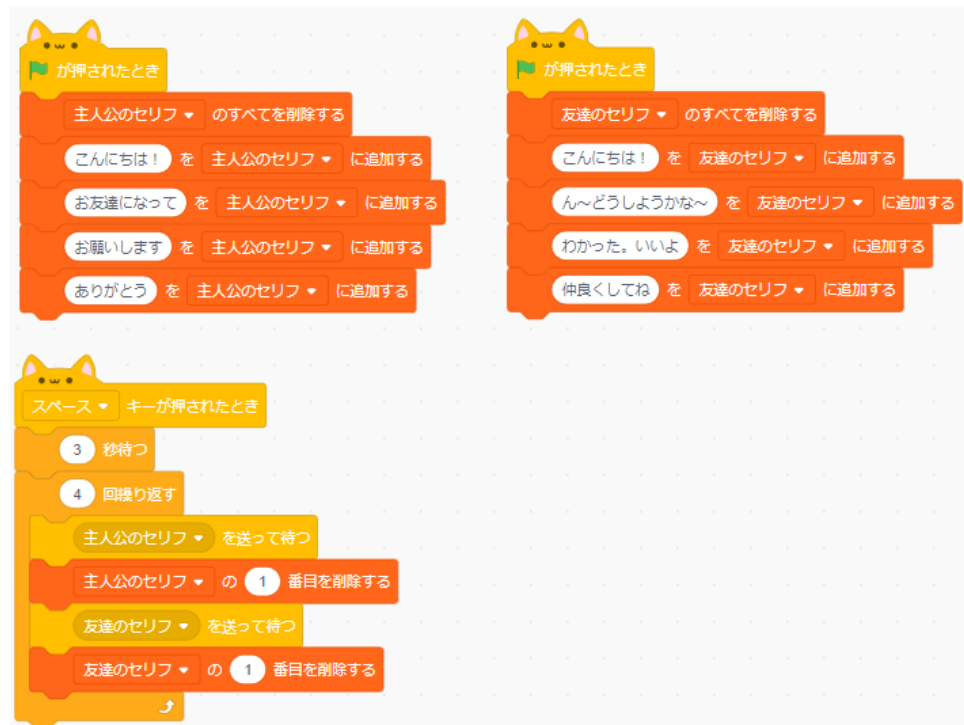 が押されたとき
主人公のセリフ のすべてを削除する
こんにちは! を 主人公のセリフ に追加する
お友達になって を 主人公のセリフ に追加する
お願いします を 主人公のセリフ に追加する
ありがとう を 主人公のセリフ に追加する
が押されたとき
友達のセリフ のすべてを削除する
こんにちは! を 友達のセリフ に追加する
ん～どうしようかな～ を 友達のセリフ に追加する
わかった。いいよ を 友達のセリフ に追加する
仲良くしてね を 友達のセリフ に追加する
スペース キーが押されたとき
3 秒待つ
4 回繰り返す
主人公のセリフ を送って待つ
主人公のセリフ の 1 番目を削除する
友達のセリフ を送って待つ
友達のセリフ の 1 番目を削除する